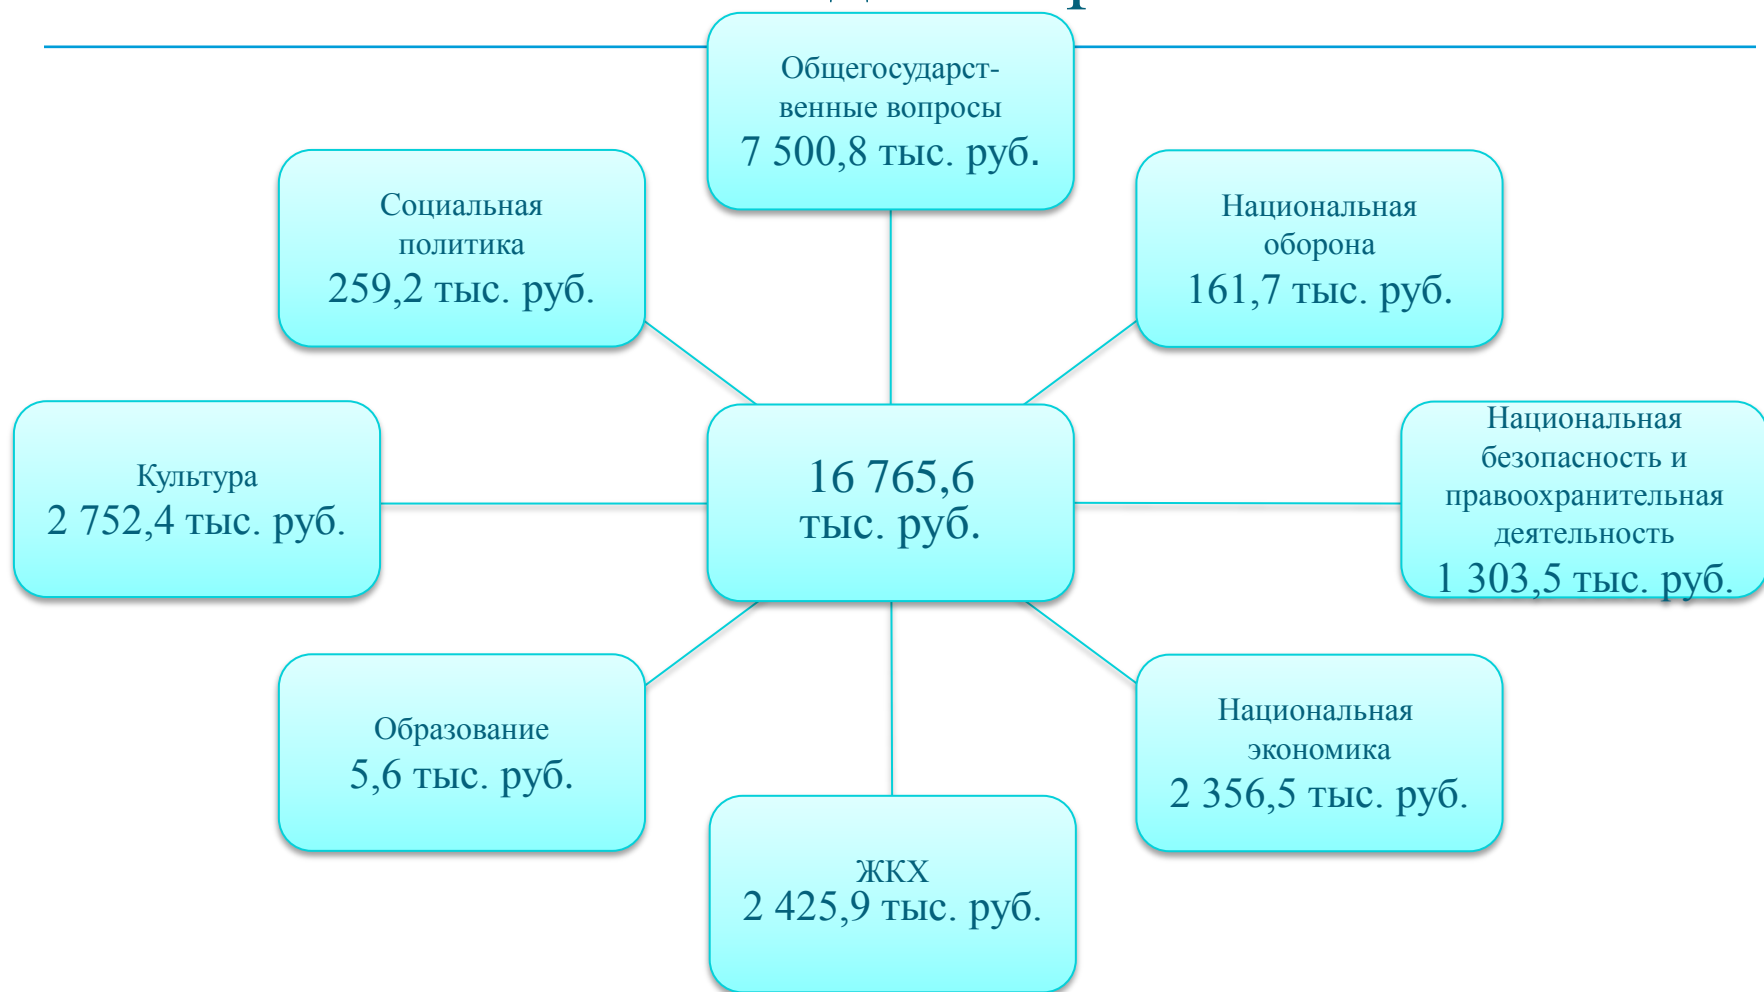 Общегосударст-
венные вопросы
7 500,8 тыс. руб.
Социальная
политика
259,2 тыс. руб.
Национальная
оборона
161,7 тыс. руб.
Культура
2 752,4 тыс. руб.
16 765,6
тыс. руб.
Национальная
безопасность и
правоохранительная
деятельность
1 303,5 тыс. руб.
Образование
5,6 тыс. руб.
Национальная
экономика
2 356,5 тыс. руб.
ЖКХ
2 425,9 тыс. руб.